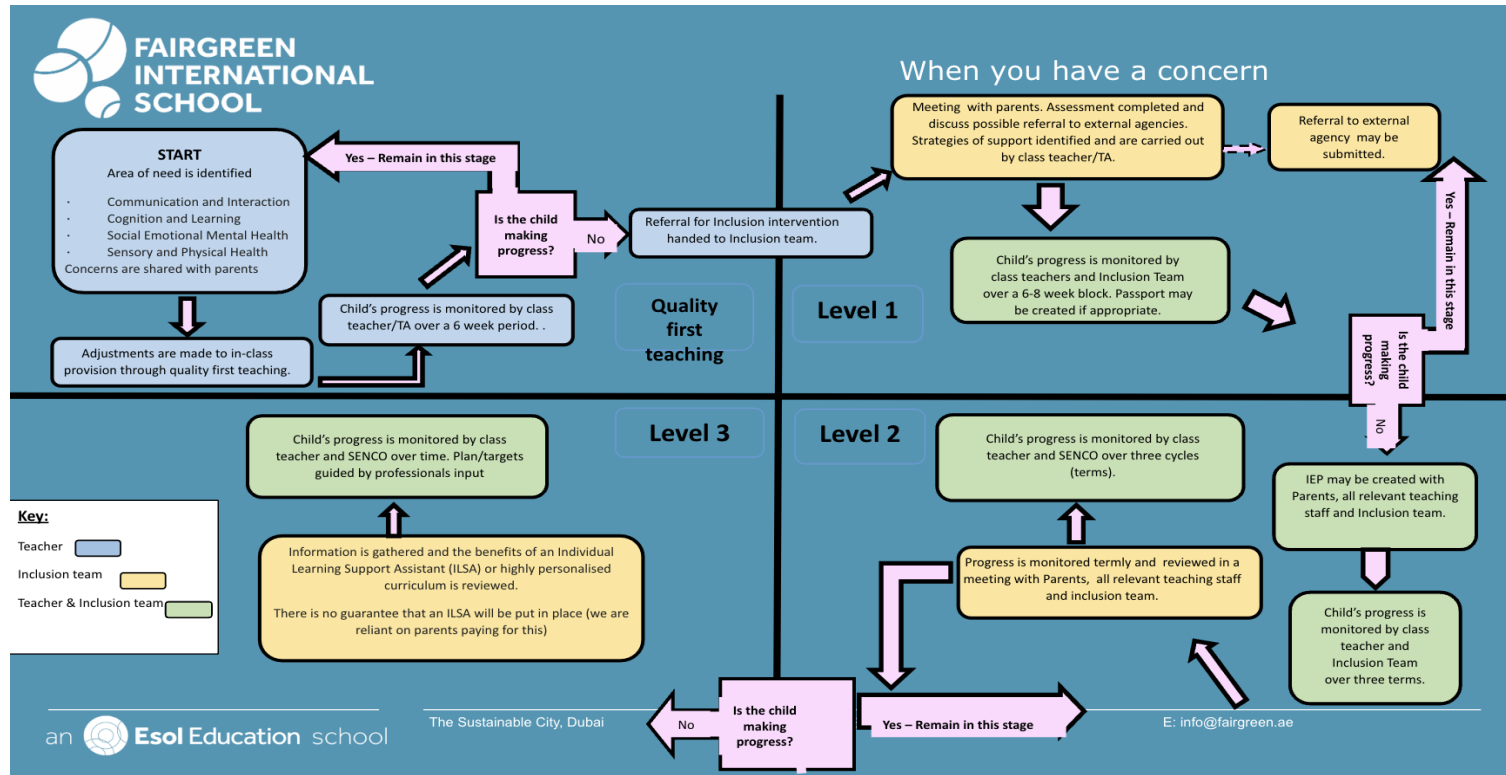 FAIRGREEN
INTERNATIONAL
SCHOOL
When you have a concern
START
Area of need is identified
· Communication and Interaction
· Cognition and Learning
· Social Emotional Mental Health
· Sensory and Physical Health
Concerns are shared with parents
Adjustments are made to in-class
provision through quality first teaching.
Child's progress is monitored by class
teacher/TA over a 6 week period. .
Is the child
making
progress?
Yes – Remain in this stage
No
Referral for Inclusion intervention
handed to Inclusion team.
Quality
first
teaching
Level 1
Meeting  with parents. Assessment completed and
discuss possible referral to external agencies.
Strategies of support identified and are carried out
by class teacher/TA.
Referral to external
agency  may be
submitted.
Child's progress is monitored by
class teachers and Inclusion Team
over a 6-8 week block. Passport may
be created if appropriate.
Is the child
making
progress?
Yes – Remain in this stage
No
Level 2
IEP may be created with
Parents, all relevant teaching
staff and Inclusion team.
Child's progress is
monitored by class
teacher and
Inclusion Team
over three terms.
Child's progress is monitored by class
teacher and SENCO over three cycles
(terms).
Progress is monitored termly and  reviewed in a
meeting with Parents,  all relevant teaching staff
and inclusion team.
Is the child
making
progress?
Yes – Remain in this stage
No
Level 3
Child's progress is monitored by class
teacher and SENCO over time. Plan/targets
guided by professionals input
Information is gathered and the benefits of an Individual
Learning Support Assistant (ILSA) or highly personalised
curriculum is reviewed.
There is no guarantee that an ILSA will be put in place (we are
reliant on parents paying for this)
Key:
Teacher
Inclusion team
Teacher & Inclusion team
an Esol Education school
The Sustainable City, Dubai
E: info@fairgreen.ae